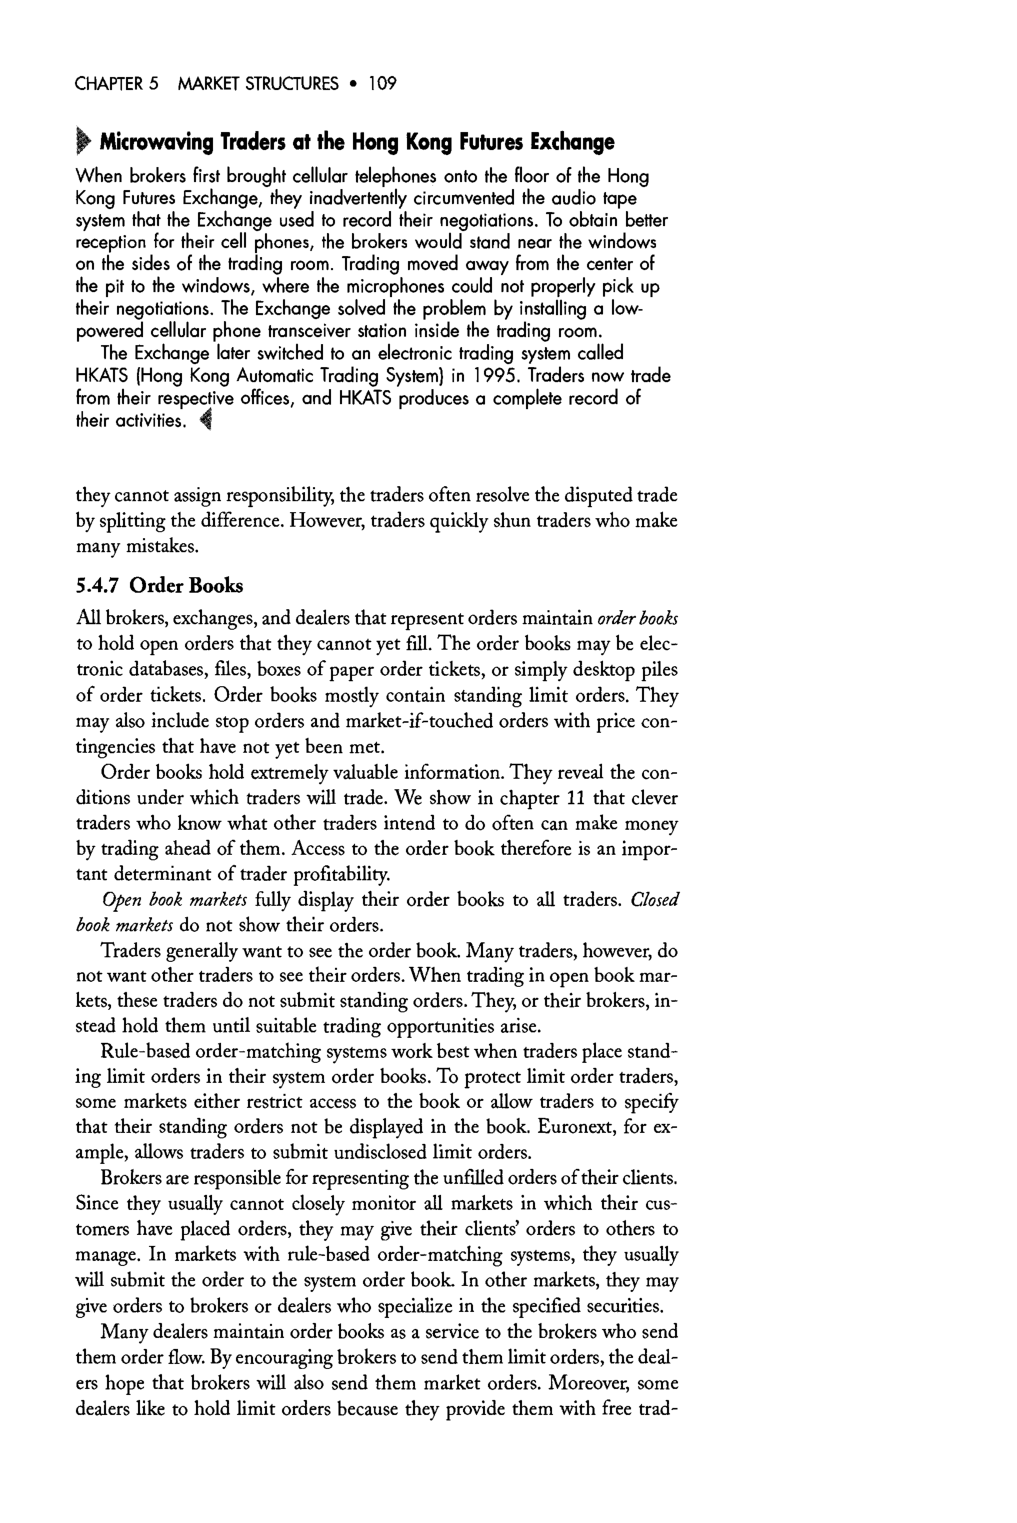 CHAPTER 5 MARKET STRUCTURES • 109
Microwaving Traders at the Hong Kong Futures Exchange
When brokers first brought cellular telephones onto the floor of the Hong
Kong Futures Exchange, they inadvertently circumvented the audio tape
system that the Exchange used to record their negotiations. To obtain better
reception for their cell phones, the brokers would stand near the windows
on the sides of the trading room. Trading moved away from the center of
the pit to the windows, where the microphones could not properly pick up
their negotiations. The Exchange solved the problem by installing a low-
powered cellular phone transceiver station inside the trading room.
The Exchange later switched to an electronic trading system called
HKATS (Hong Kong Automatic Trading System) in 1995. Traders now trade
from their respective offices, and HKATS produces a complete record of
their activities.
they cannot assign responsibility, the traders often resolve the disputed trade
by splitting the difference. However, traders quickly shun traders who make
many mistakes.
5.4.7 Order Books
All brokers, exchanges, and dealers that represent orders maintain order books
to hold open orders that they cannot yet fill. The order books may be elec-
tronic databases, files, boxes of paper order tickets, or simply desktop piles
of order tickets. Order books mostly contain standing limit orders. They
may also include stop orders and market-if-touched orders with price con-
tingencies that have not yet been met.
Order books hold extremely valuable information. They reveal the con-
ditions under which traders will trade. We show in chapter 11 that clever
traders who know what other traders intend to do often can make money
by trading ahead of them. Access to the order book therefore is an impor-
tant determinant of trader profitability.
Open book markets fully display their order books to all traders. Closed
book markets do not show their orders.
Traders generally want to see the order book. Many traders, however, do
not want other traders to see their orders. When trading in open book mar-
kets, these traders do not submit standing orders. They, or their brokers, in-
stead hold them until suitable trading opportunities arise.
Rule-based order-matching systems work best when traders place stand-
ing limit orders in their system order books. To protect limit order traders,
some markets either restrict access to the book or allow traders to specify
that their standing orders not be displayed in the book. Euronext, for ex-
ample, allows traders to submit undisclosed limit orders.
Brokers are responsible for representing the unfilled orders of their clients.
Since they usually cannot closely monitor all markets in which their cus-
tomers have placed orders, they may give their clients' orders to others to
manage. In markets with rule-based order-matching systems, they usually
will submit the order to the system order book. In other markets, they may
give orders to brokers or dealers who specialize in the specified securities.
Many dealers maintain order books as a service to the brokers who send
them order flow. By encouraging brokers to send them limit orders, the deal-
ers hope that brokers will also send them market orders. Moreover, some
dealers like to hold limit orders because they provide them with free trad-